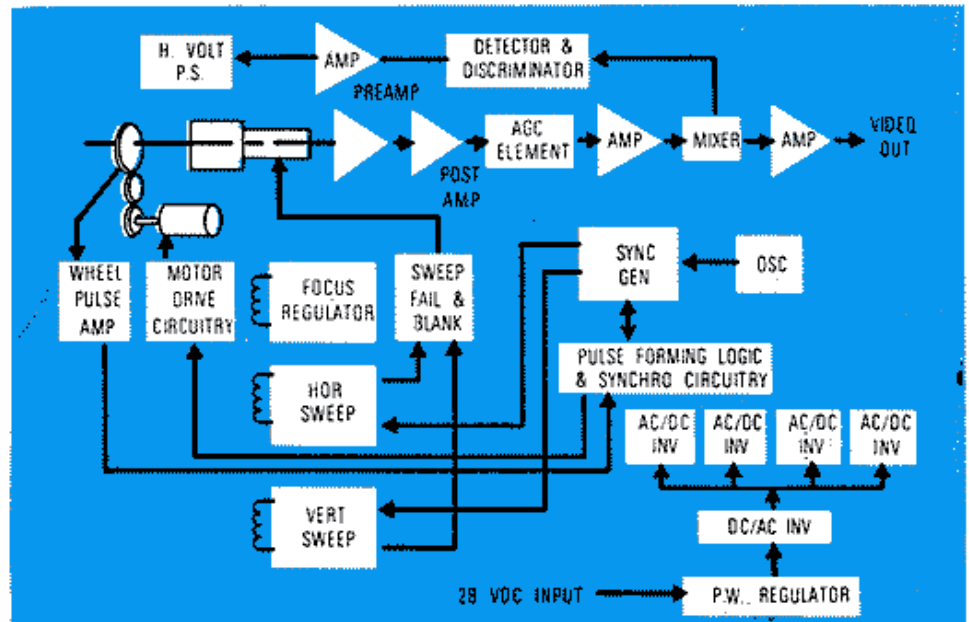 H. VOLT
P.S.
AMP
DETECTOR &
DISCRIMINATOR
PREAMP
POST
AMP
AGC
ELEMENT
AMP
MIXER
AMP
VIDEO
OUT
WHEEL
PULSE
AMP
MOTOR
DRIVE
CIRCUITRY
FOCUS
REGULATOR
SWEEP
FAIL &
BLANK
SYNC
GEN
OSC
HOR
SWEEP
PULSE FORMING LOGIC
& SYNCHRO CIRCUITRY
AC/DC
INV
AC/DC
INV
AC/DC
INV
AC/DC
INV
VERT
SWEEP
DC/AC INV
28 VDC INPUT
P.W. REGULATOR